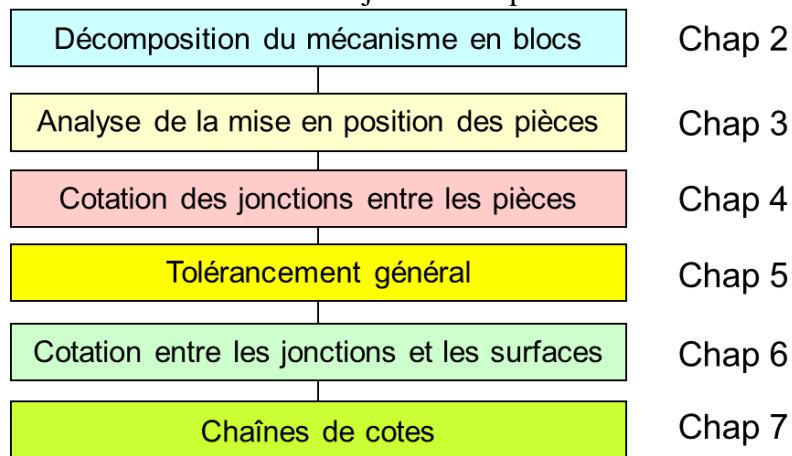 Décomposition du mécanisme en blocs Chap 2
Analyse de la mise en position des pièces Chap 3
Cotation des jonctions entre les pièces Chap 4
Tolérancement général Chap 5
Cotation entre les jonctions et les surfaces Chap 6
Chaînes de cotes Chap 7